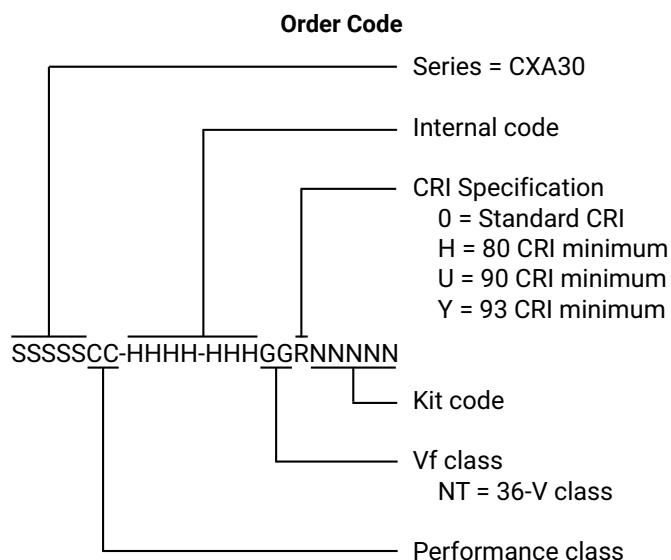 Order Code
Series = CXA30
Internal code
CRI Specification
0 = Standard CRI
H = 80 CRI minimum
U = 90 CRI minimum
Y = 93 CRI minimum
SSSSSCC-HHHH-HHHGGRNNNNN
Kit code
Vf class
NT = 36-V class
Performance class